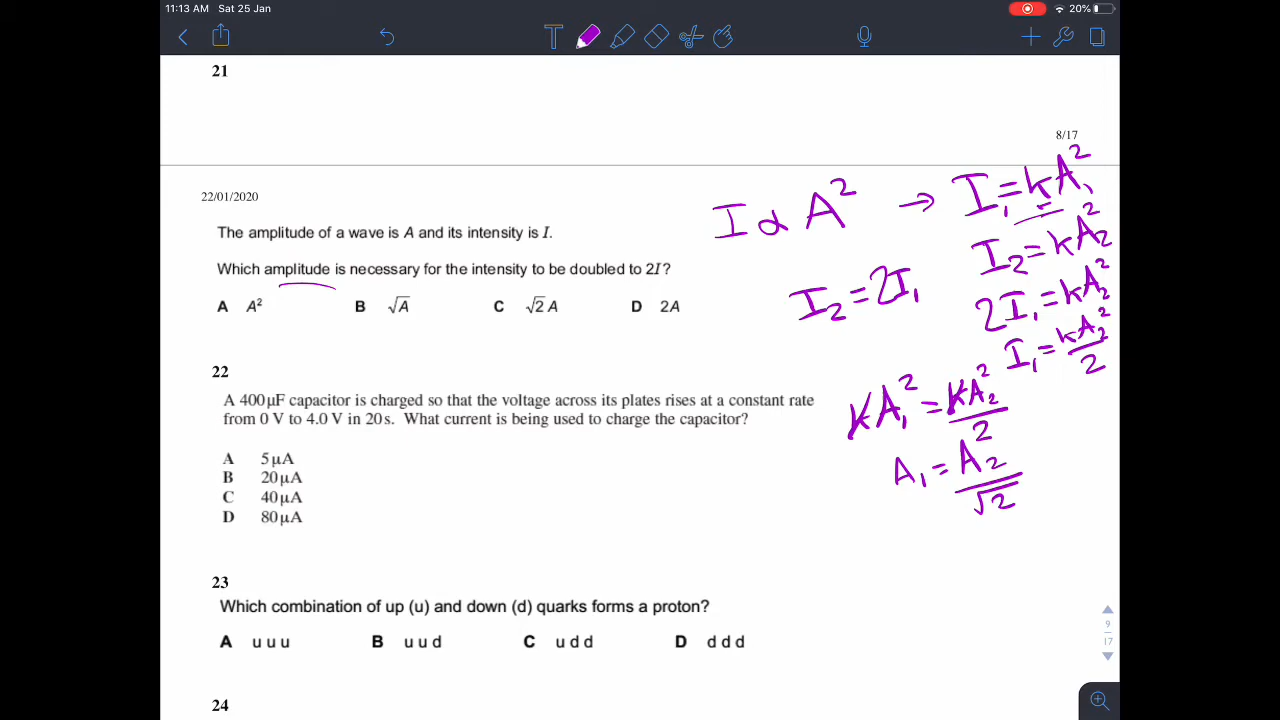 11:13 AM Sat 25 Jan
20%
T
21
8/17
22/01/2020
The amplitude of a wave is A and its intensity is I.
Which amplitude is necessary for the intensity to be doubled to 2I?
A A² B √A C √2 A D 2A
I ∝ A² → I₁ = kA₁²
I₂ = kA₂²
I₂ = 2I₁
2I₁ = kA₂²
I₁ = kA₂²/2
kA₁² = kA₂²/2
A₁ = A₂/√2
22
A 400 μF capacitor is charged so that the voltage across its plates rises at a constant rate
from 0 V to 4.0 V in 20 s. What current is being used to charge the capacitor?
A 5 μA
B 20 μA
C 40 μA
D 80 μA
23
Which combination of up (u) and down (d) quarks forms a proton?
A u u u B u u d C u d d D d d d
9
17
24